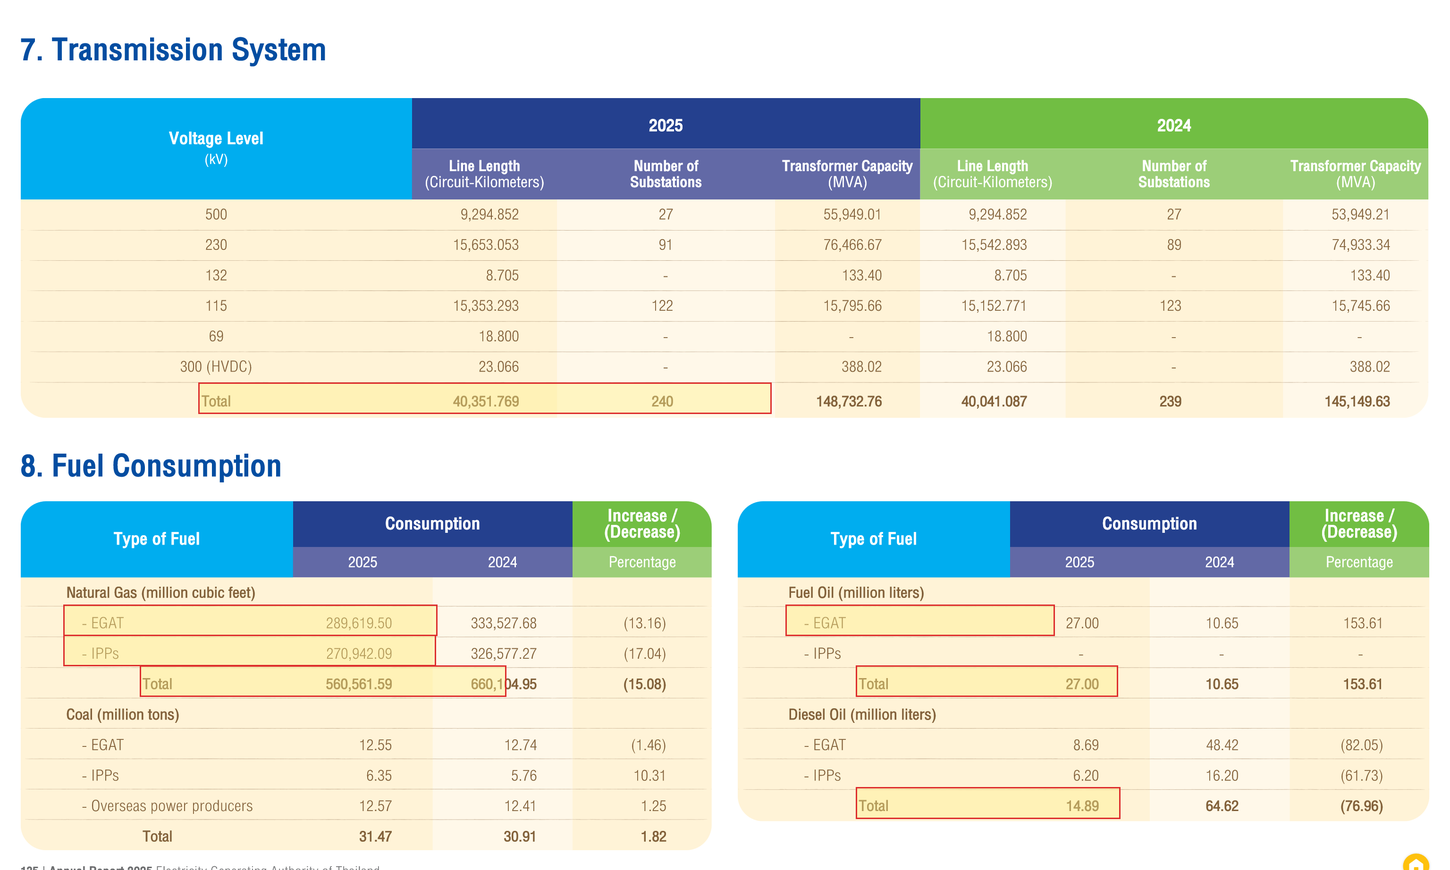 7. Transmission System
Voltage Level (kV) 2025 2024
Line Length (Circuit-Kilometers) Number of Substations Transformer Capacity (MVA) Line Length (Circuit-Kilometers) Number of Substations Transformer Capacity (MVA)
500 9,294.852 27 55,949.01 9,294.852 27 53,949.21
230 15,653.053 91 76,466.67 15,542.893 89 74,933.34
132 8.705 - 133.40 8.705 - 133.40
115 15,353.293 122 15,795.66 15,152.771 123 15,745.66
69 18.800 - - 18.800 - -
300 (HVDC) 23.066 - 388.02 23.066 - 388.02
Total 40,351.769 240 148,732.76 40,041.087 239 145,149.63
8. Fuel Consumption
Type of Fuel Consumption Increase / (Decrease)
2025 2024 Percentage
Natural Gas (million cubic feet)
- EGAT 289,619.50 333,527.68 (13.16)
- IPPs 270,942.09 326,577.27 (17.04)
Total 560,561.59 660,104.95 (15.08)
Coal (million tons)
- EGAT 12.55 12.74 (1.46)
- IPPs 6.35 5.76 10.31
- Overseas power producers 12.57 12.41 1.25
Total 31.47 30.91 1.82
Type of Fuel Consumption Increase / (Decrease)
2025 2024 Percentage
Fuel Oil (million liters)
- EGAT 27.00 10.65 153.61
- IPPs - - -
Total 27.00 10.65 153.61
Diesel Oil (million liters)
- EGAT 8.69 48.42 (82.05)
- IPPs 6.20 16.20 (61.73)
Total 14.89 64.62 (76.96)
Annual Report 2025 Electricity Generating Authority of Thailand